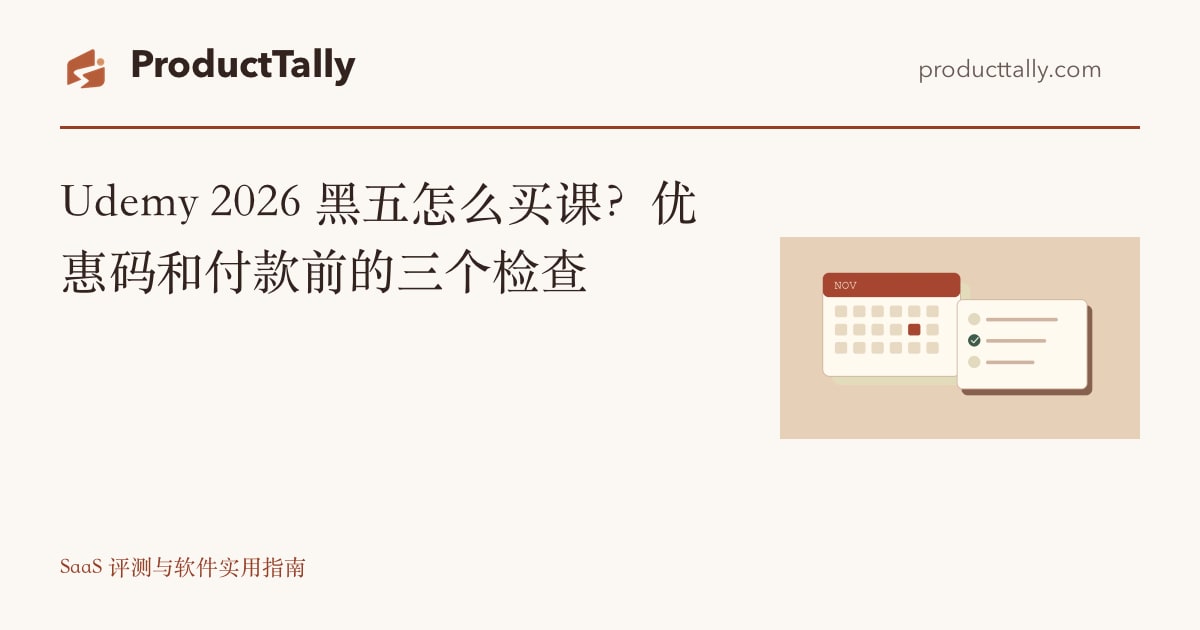 ProductTally
producttally.com
Udemy 2026 黑五怎么买课？优
惠码和付款前的三个检查
NOV
SaaS 评测与软件实用指南